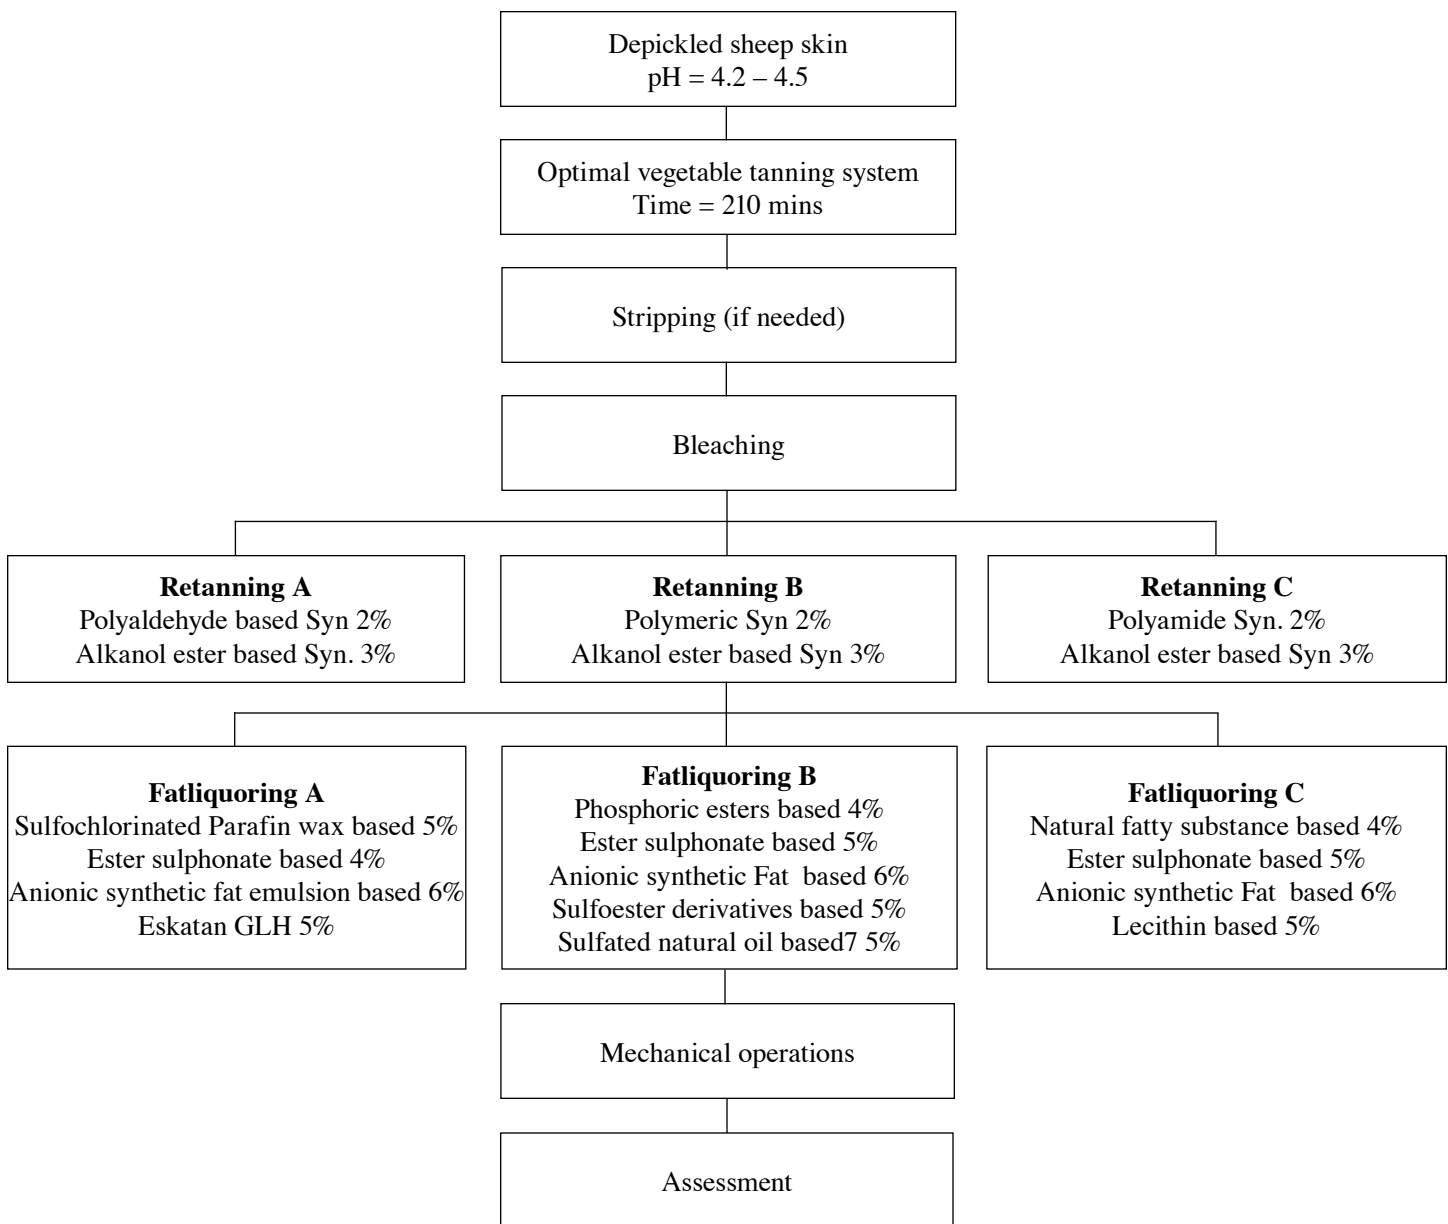 Depickled sheep skin
pH = 4.2 – 4.5
Optimal vegetable tanning system
Time = 210 mins
Stripping (if needed)
Bleaching
Retanning A
Polyaldehyde based Syn 2%
Alkanol ester based Syn. 3%
Retanning B
Polymeric Syn 2%
Alkanol ester based Syn 3%
Retanning C
Polyamide Syn. 2%
Alkanol ester based Syn 3%
Fatliquoring A
Sulfochlorinated Parafin wax based 5%
Ester sulphonate based 4%
Anionic synthetic fat emulsion based 6%
Eskatan GLH 5%
Fatliquoring B
Phosphoric esters based 4%
Ester sulphonate based 5%
Anionic synthetic Fat  based 6%
Sulfoester derivatives based 5%
Sulfated natural oil based7 5%
Fatliquoring C
Natural fatty substance based 4%
Ester sulphonate based 5%
Anionic synthetic Fat  based 6%
Lecithin based 5%
Mechanical operations
Assessment